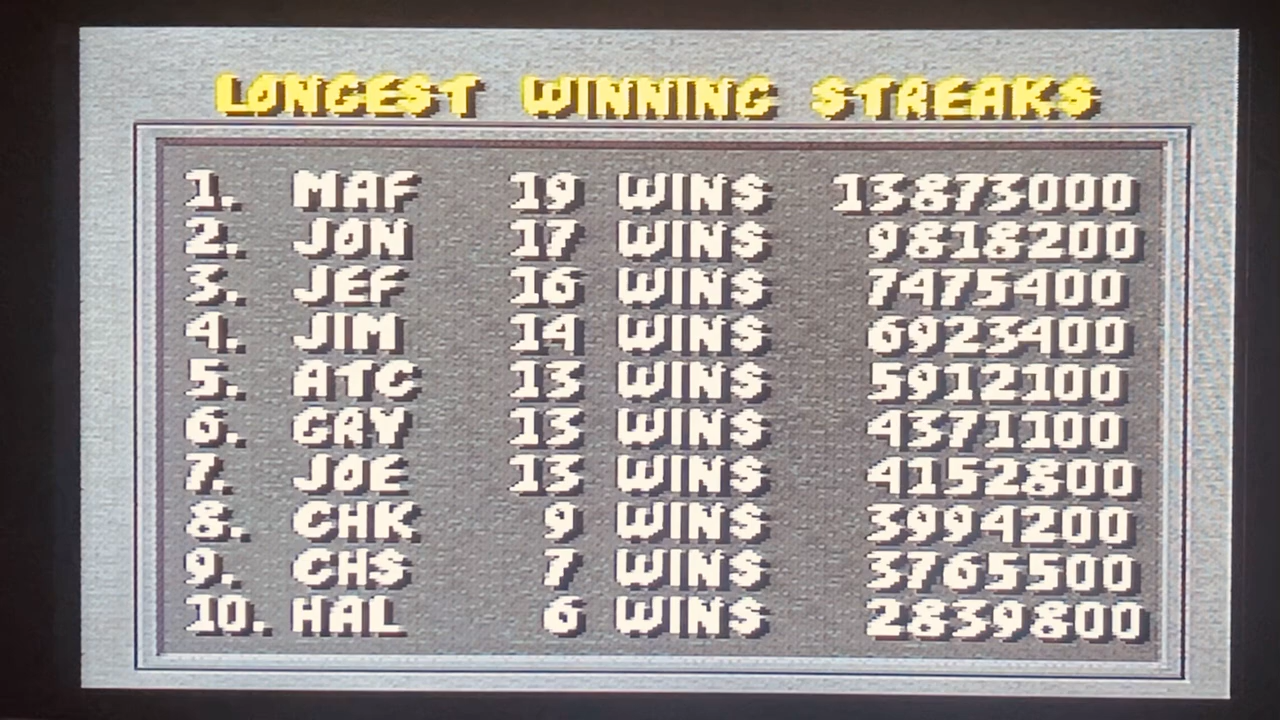 LONGEST WINNING STREAKS
1. MAF 19 WINS 13873000
2. JON 17 WINS 9818200
3. JEF 16 WINS 7475400
4. JIM 14 WINS 6923400
5. ATC 13 WINS 5912100
6. GRY 13 WINS 4371100
7. JOE 13 WINS 4152800
8. CHK 9 WINS 3994200
9. CHS 7 WINS 3765500
10. HAL 6 WINS 2839800